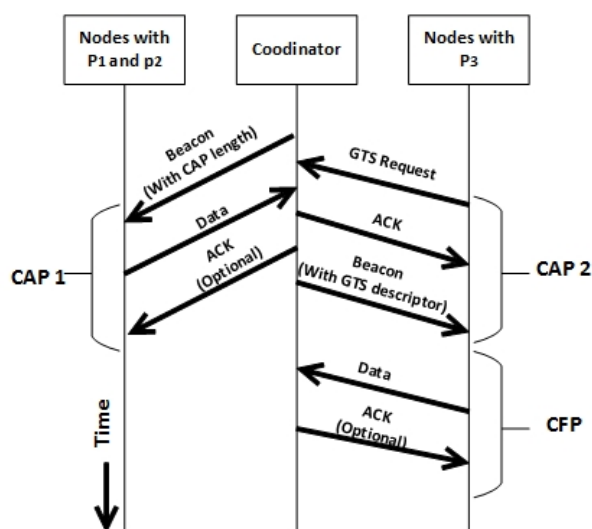 Nodes with
P1 and p2
Coodinator
Nodes with
P3
Beacon
(With CAP length)
GTS Request
Data
ACK
ACK
(Optional)
Beacon
(With GTS descriptor)
CAP 1
CAP 2
Data
ACK
(Optional)
CFP
Time